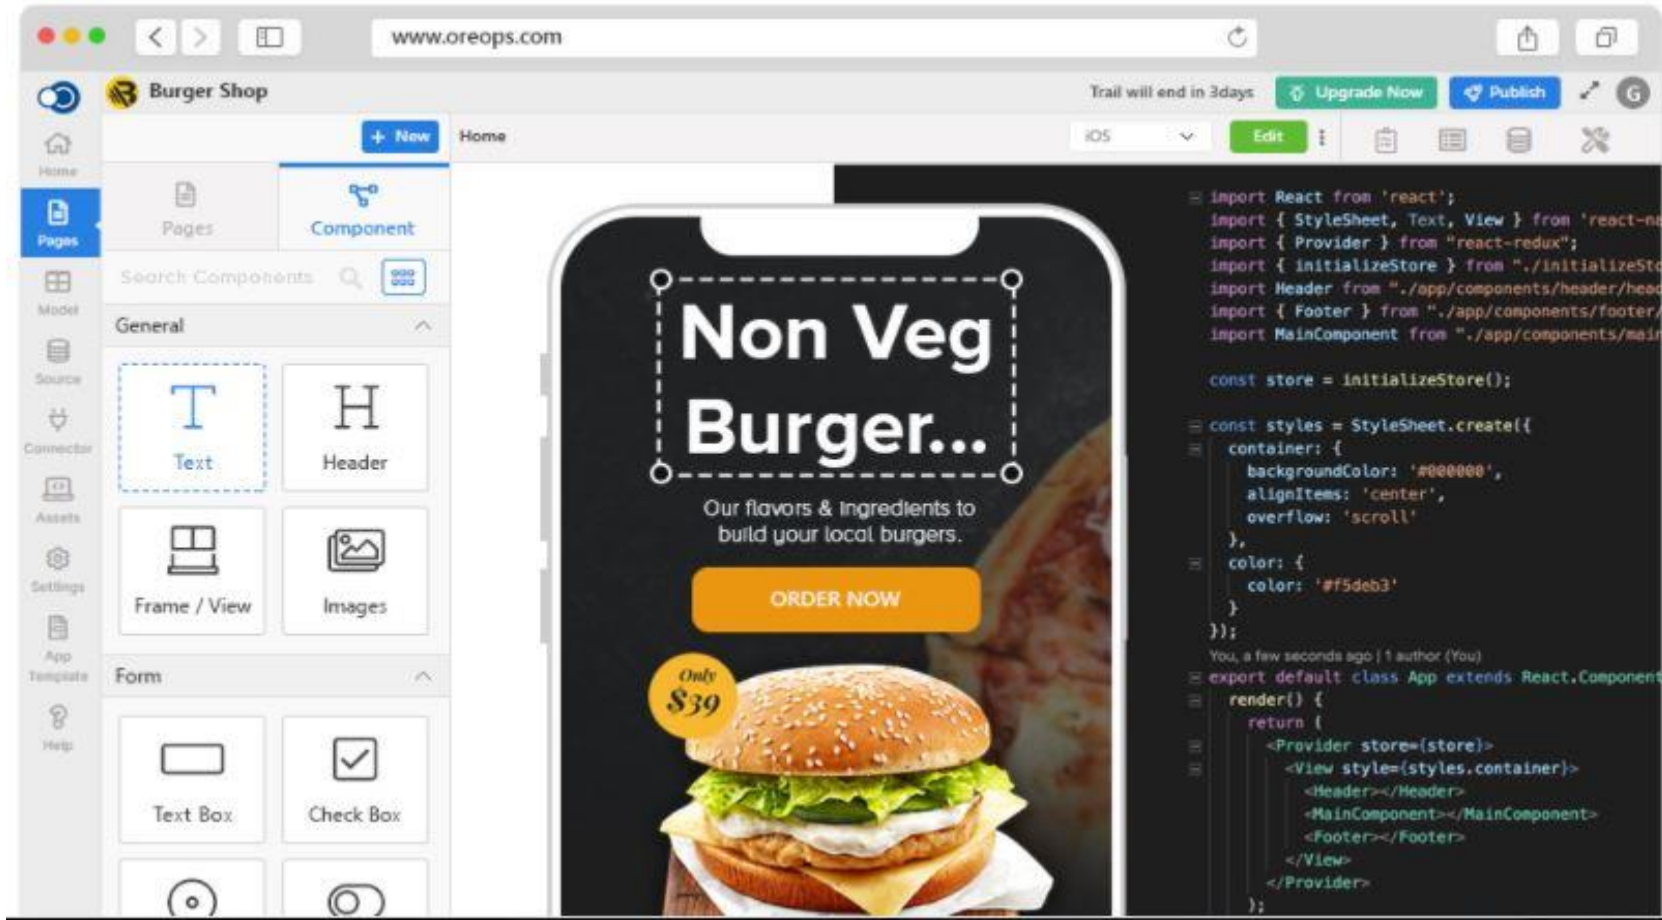 www.oreops.com
Burger Shop
Trail will end in 3days
Upgrade Now
Publish
G
Home
Pages
Model
Source
Connector
Assets
Settings
App
Template
Help
+ New
Pages
Component
Search Components
General
Text
Header
Frame / View
Images
Form
Text Box
Check Box
Home
iOS
Edit
Non Veg
Burger...
Our flavors & ingredients to
build your local burgers.
ORDER NOW
Only
$39
import React from 'react';
import { StyleSheet, Text, View } from 'react-na
import { Provider } from "react-redux";
import { initializeStore } from "./initializeSto
import Header from "./app/components/header/head
import { Footer } from "./app/components/footer/
import MainComponent from "./app/components/main
const store = initializeStore();
const styles = StyleSheet.create({
container: {
backgroundColor: '#000000',
alignItems: 'center',
overflow: 'scroll'
},
color: {
color: '#f5deb3'
}
});
You, a few seconds ago | 1 author (You)
export default class App extends React.Component
render() {
return (
<Provider store={store}>
<View style={styles.container}>
<Header></Header>
<MainComponent></MainComponent>
<Footer></Footer>
</View>
</Provider>
);